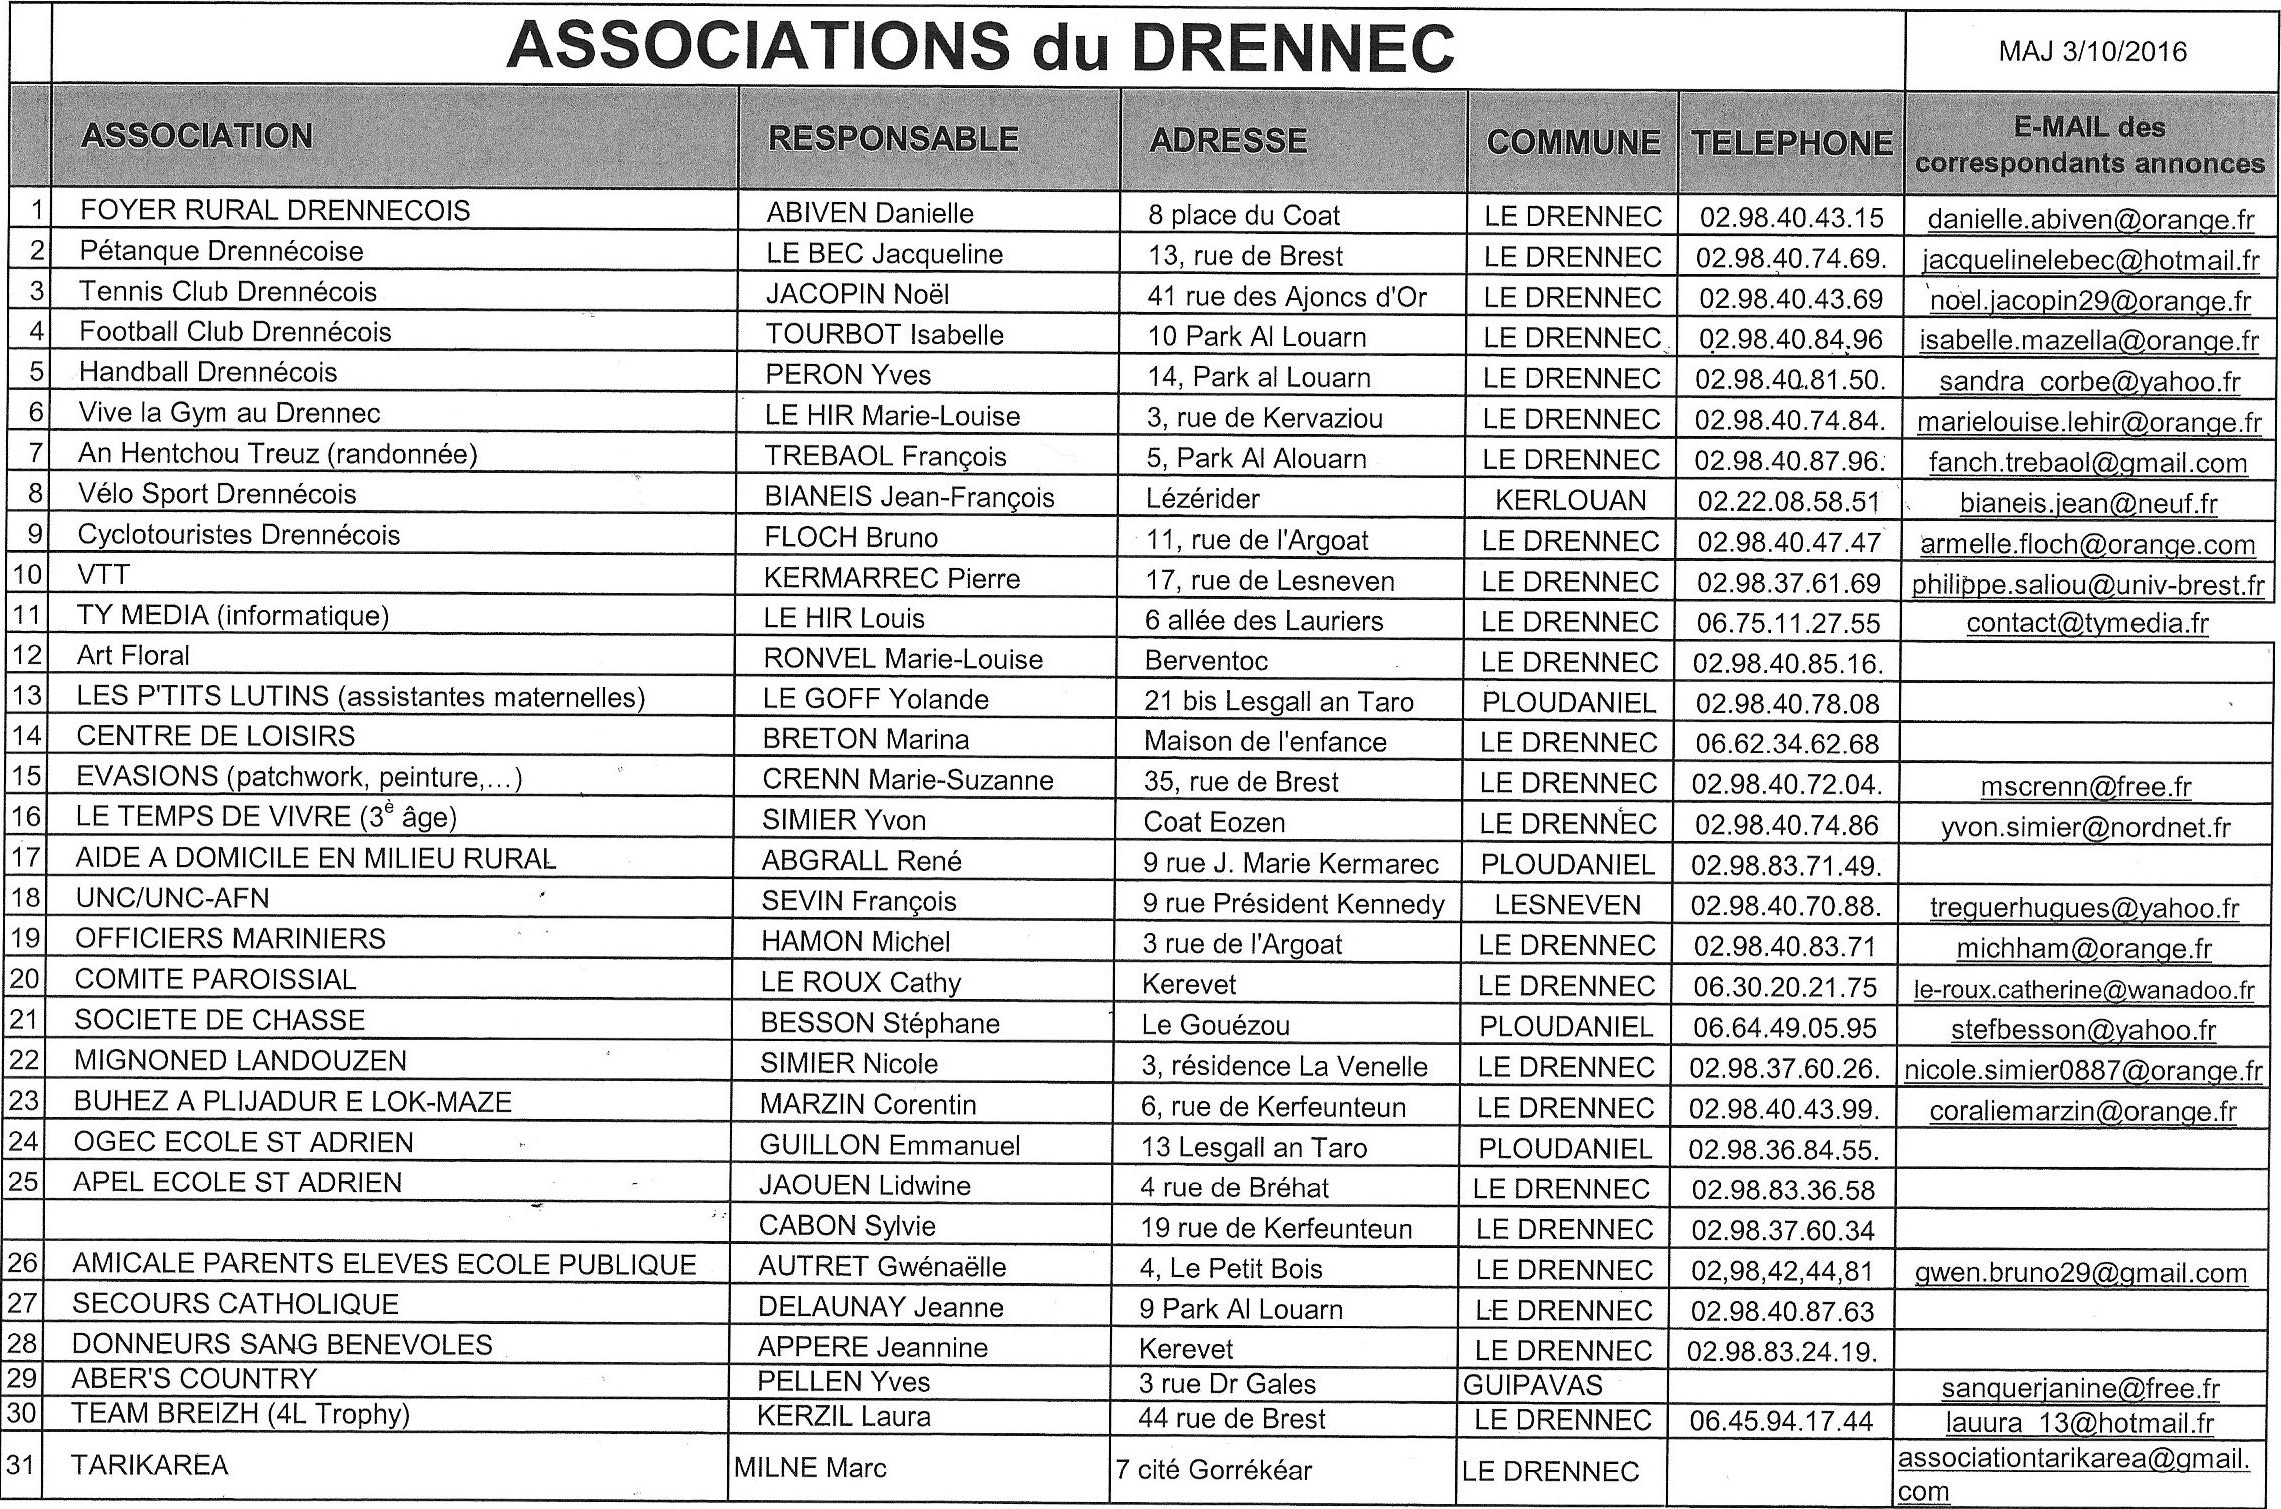 ASSOCIATIONS du DRENNEC MAJ 3/10/2016
ASSOCIATION RESPONSABLE ADRESSE COMMUNE TELEPHONE E-MAIL des
correspondants annonces
1 FOYER RURAL DRENNECOIS ABIVEN Danielle 8 place du Coat LE DRENNEC 02.98.40.43.15 danielle.abiven@orange.fr
2 Pétanque Drennécoise LE BEC Jacqueline 13, rue de Brest LE DRENNEC 02.98.40.74.69. jacquelinelebec@hotmail.fr
3 Tennis Club Drennécois JACOPIN Noël 41 rue des Ajoncs d'Or LE DRENNEC 02.98.40.43.69 noel.jacopin29@orange.fr
4 Football Club Drennécois TOURBOT Isabelle 10 Park Al Louarn LE DRENNEC 02.98.40.84.96 isabelle.mazella@orange.fr
5 Handball Drennécois PERON Yves 14, Park al Louarn LE DRENNEC 02.98.40.81.50. sandra_corbe@yahoo.fr
6 Vive la Gym au Drennec LE HIR Marie-Louise 3, rue de Kervaziou LE DRENNEC 02.98.40.74.84. marielouise.lehir@orange.fr
7 An Hentchou Treuz (randonnée) TREBAOL François 5, Park Al Alouarn LE DRENNEC 02.98.40.87.96. fanch.trebaol@gmail.com
8 Vélo Sport Drennécois BIANEIS Jean-François Lézérider KERLOUAN 02.22.08.58.51 bianeis.jean@neuf.fr
9 Cyclotouristes Drennécois FLOCH Bruno 11, rue de l'Argoat LE DRENNEC 02.98.40.47.47 armelle.floch@orange.com
10 VTT KERMARREC Pierre 17, rue de Lesneven LE DRENNEC 02.98.37.61.69 philippe.saliou@univ-brest.fr
11 TY MEDIA (informatique) LE HIR Louis 6 allée des Lauriers LE DRENNEC 06.75.11.27.55 contact@tymedia.fr
12 Art Floral RONVEL Marie-Louise Berventoc LE DRENNEC 02.98.40.85.16.
13 LES P'TITS LUTINS (assistantes maternelles) LE GOFF Yolande 21 bis Lesgall an Taro PLOUDANIEL 02.98.40.78.08
14 CENTRE DE LOISIRS BRETON Marina Maison de l'enfance LE DRENNEC 06.62.34.62.68
15 EVASIONS (patchwork, peinture,...) CRENN Marie-Suzanne 35, rue de Brest LE DRENNEC 02.98.40.72.04. mscrenn@free.fr
16 LE TEMPS DE VIVRE (3è âge) SIMIER Yvon Coat Eozen LE DRENNEC 02.98.40.74.86 yvon.simier@nordnet.fr
17 AIDE A DOMICILE EN MILIEU RURAL ABGRALL René 9 rue J. Marie Kermarec PLOUDANIEL 02.98.83.71.49.
18 UNC/UNC-AFN SEVIN François 9 rue Président Kennedy LESNEVEN 02.98.40.70.88. treguerhugues@yahoo.fr
19 OFFICIERS MARINIERS HAMON Michel 3 rue de l'Argoat LE DRENNEC 02.98.40.83.71 michham@orange.fr
20 COMITE PAROISSIAL LE ROUX Cathy Kerevet LE DRENNEC 06.30.20.21.75 le-roux.catherine@wanadoo.fr
21 SOCIETE DE CHASSE BESSON Stéphane Le Gouézou PLOUDANIEL 06.64.49.05.95 stefbesson@yahoo.fr
22 MIGNONED LANDOUZEN SIMIER Nicole 3, résidence La Venelle LE DRENNEC 02.98.37.60.26. nicole.simier0887@orange.fr
23 BUHEZ A PLIJADUR E LOK-MAZE MARZIN Corentin 6, rue de Kerfeunteun LE DRENNEC 02.98.40.43.99. coraliemarzin@orange.fr
24 OGEC ECOLE ST ADRIEN GUILLON Emmanuel 13 Lesgall an Taro PLOUDANIEL 02.98.36.84.55.
25 APEL ECOLE ST ADRIEN JAOUEN Lidwine 4 rue de Bréhat LE DRENNEC 02.98.83.36.58
CABON Sylvie 19 rue de Kerfeunteun LE DRENNEC 02.98.37.60.34
26 AMICALE PARENTS ELEVES ECOLE PUBLIQUE AUTRET Gwénaëlle 4, Le Petit Bois LE DRENNEC 02,98,42,44,81 gwen.bruno29@gmail.com
27 SECOURS CATHOLIQUE DELAUNAY Jeanne 9 Park Al Louarn LE DRENNEC 02.98.40.87.63
28 DONNEURS SANG BENEVOLES APPERE Jeannine Kerevet LE DRENNEC 02.98.83.24.19.
29 ABER'S COUNTRY PELLEN Yves 3 rue Dr Gales GUIPAVAS sanquerjanine@free.fr
30 TEAM BREIZH (4L Trophy) KERZIL Laura 44 rue de Brest LE DRENNEC 06.45.94.17.44 lauura_13@hotmail.fr
31 TARIKAREA MILNE Marc 7 cité Gorrékéar LE DRENNEC associationtarikarea@gmail.
com